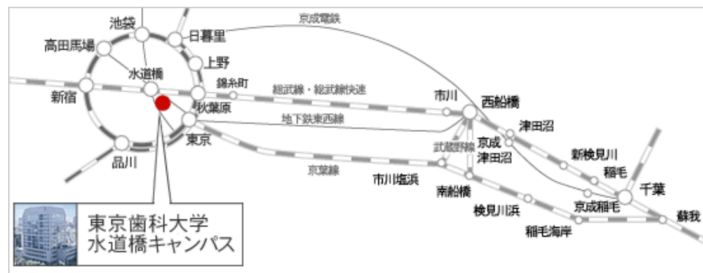 池袋
京成電鉄
日暮里
高田馬場
上野
水道橋
錦糸町
総武線・総武線快速
市川
西船橋
新宿
秋葉原
地下鉄東西線
津田沼
東京
武蔵野線
京成
津田沼
新検見川
品川
京葉線
稲毛
市川塩浜
南船橋
千葉
検見川浜
京成稲毛
蘇我
稲毛海岸
東京歯科大学
水道橋キャンパス